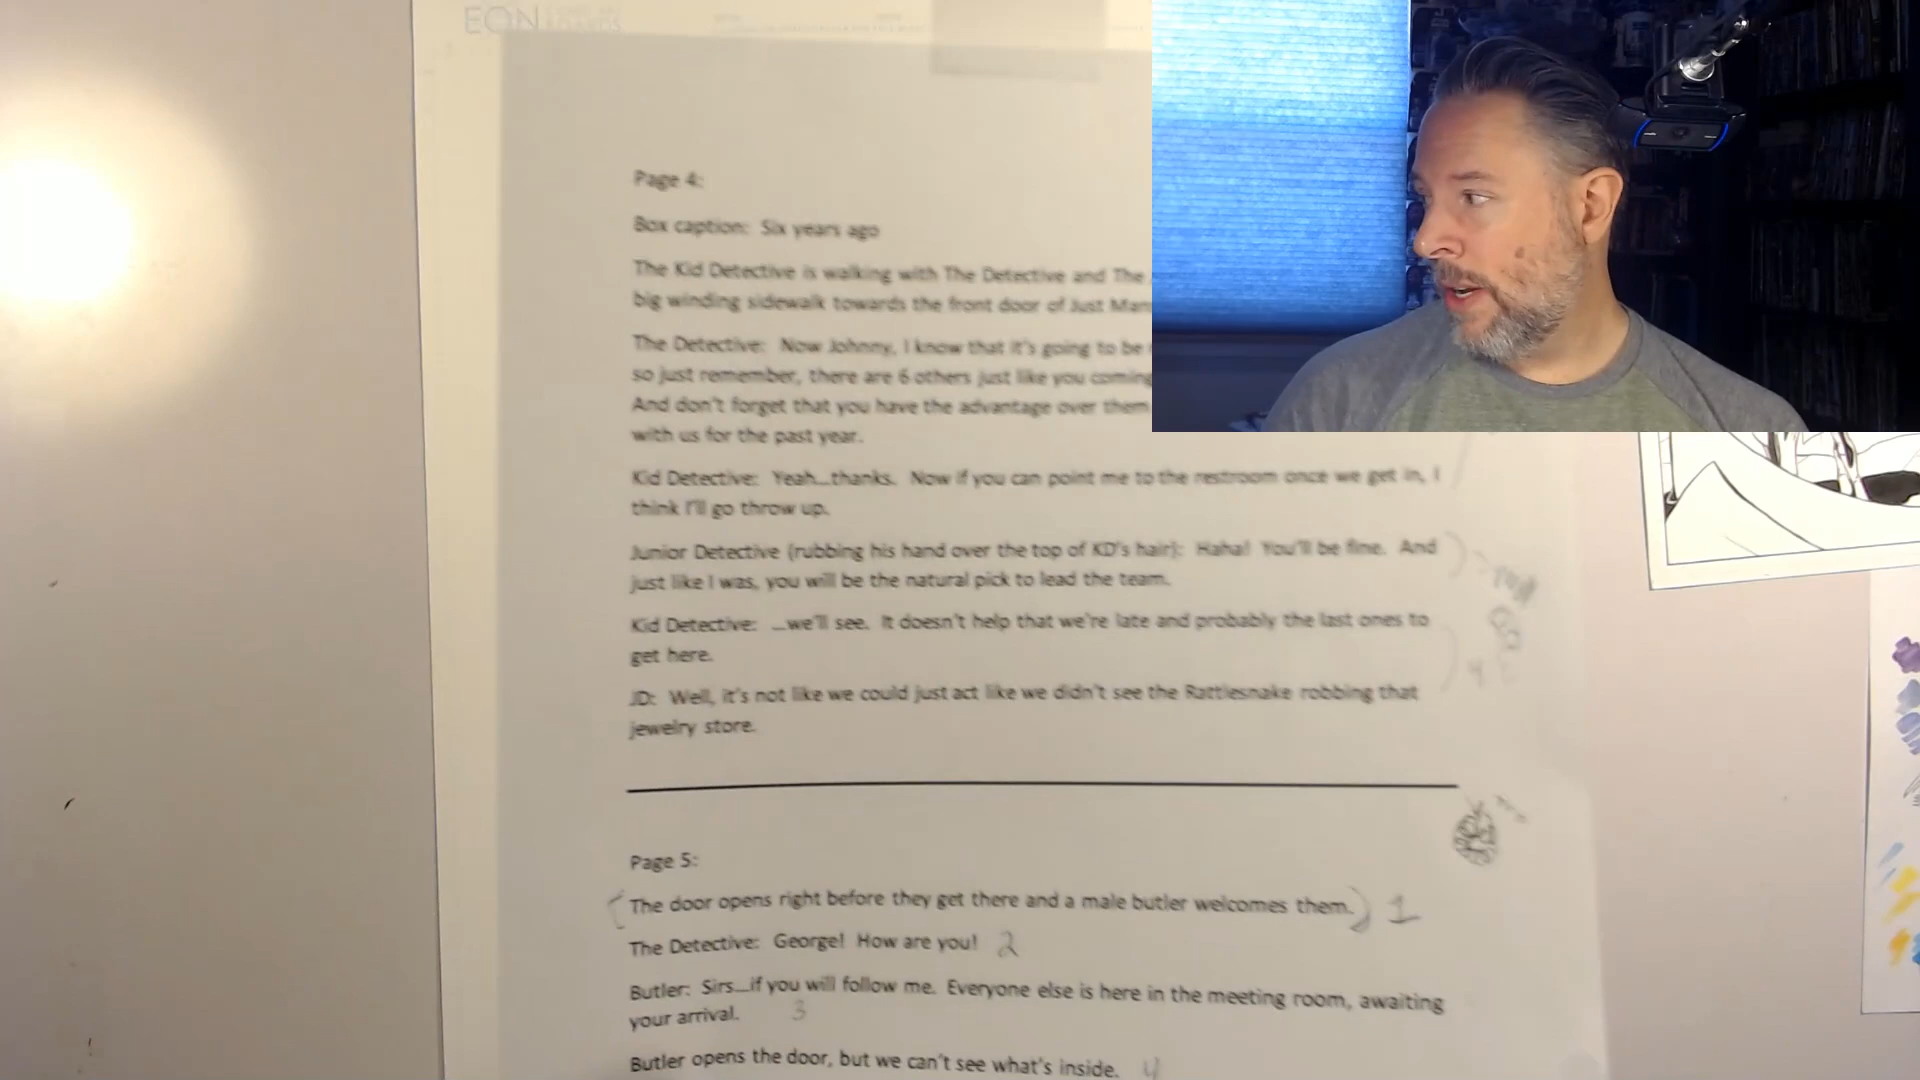 EON
Page 4:
Box caption: Six years ago
The Kid Detective is walking with The Detective and The
big winding sidewalk towards the front door of Just Man
The Detective: Now Johnny, I know that it's going to be
so just remember, there are 6 others just like you coming
And don't forget that you have the advantage over them
with us for the past year.
Kid Detective: Yeah...thanks. Now if you can point me to the restroom once we get in, I
think I'll go throw up.
Junior Detective (rubbing his hand over the top of KD's hair): Haha! You'll be fine. And
just like I was, you will be the natural pick to lead the team.
Kid Detective: ...we'll see. It doesn't help that we're late and probably the last ones to
get here.
JD: Well, it's not like we could just act like we didn't see the Rattlesnake robbing that
jewelry store.
Page 5:
(The door opens right before they get there and a male butler welcomes them.) 1
The Detective: George! How are you! 2
Butler: Sirs...if you will follow me. Everyone else is here in the meeting room, awaiting
your arrival. 3
Butler opens the door, but we can't see what's inside. 4